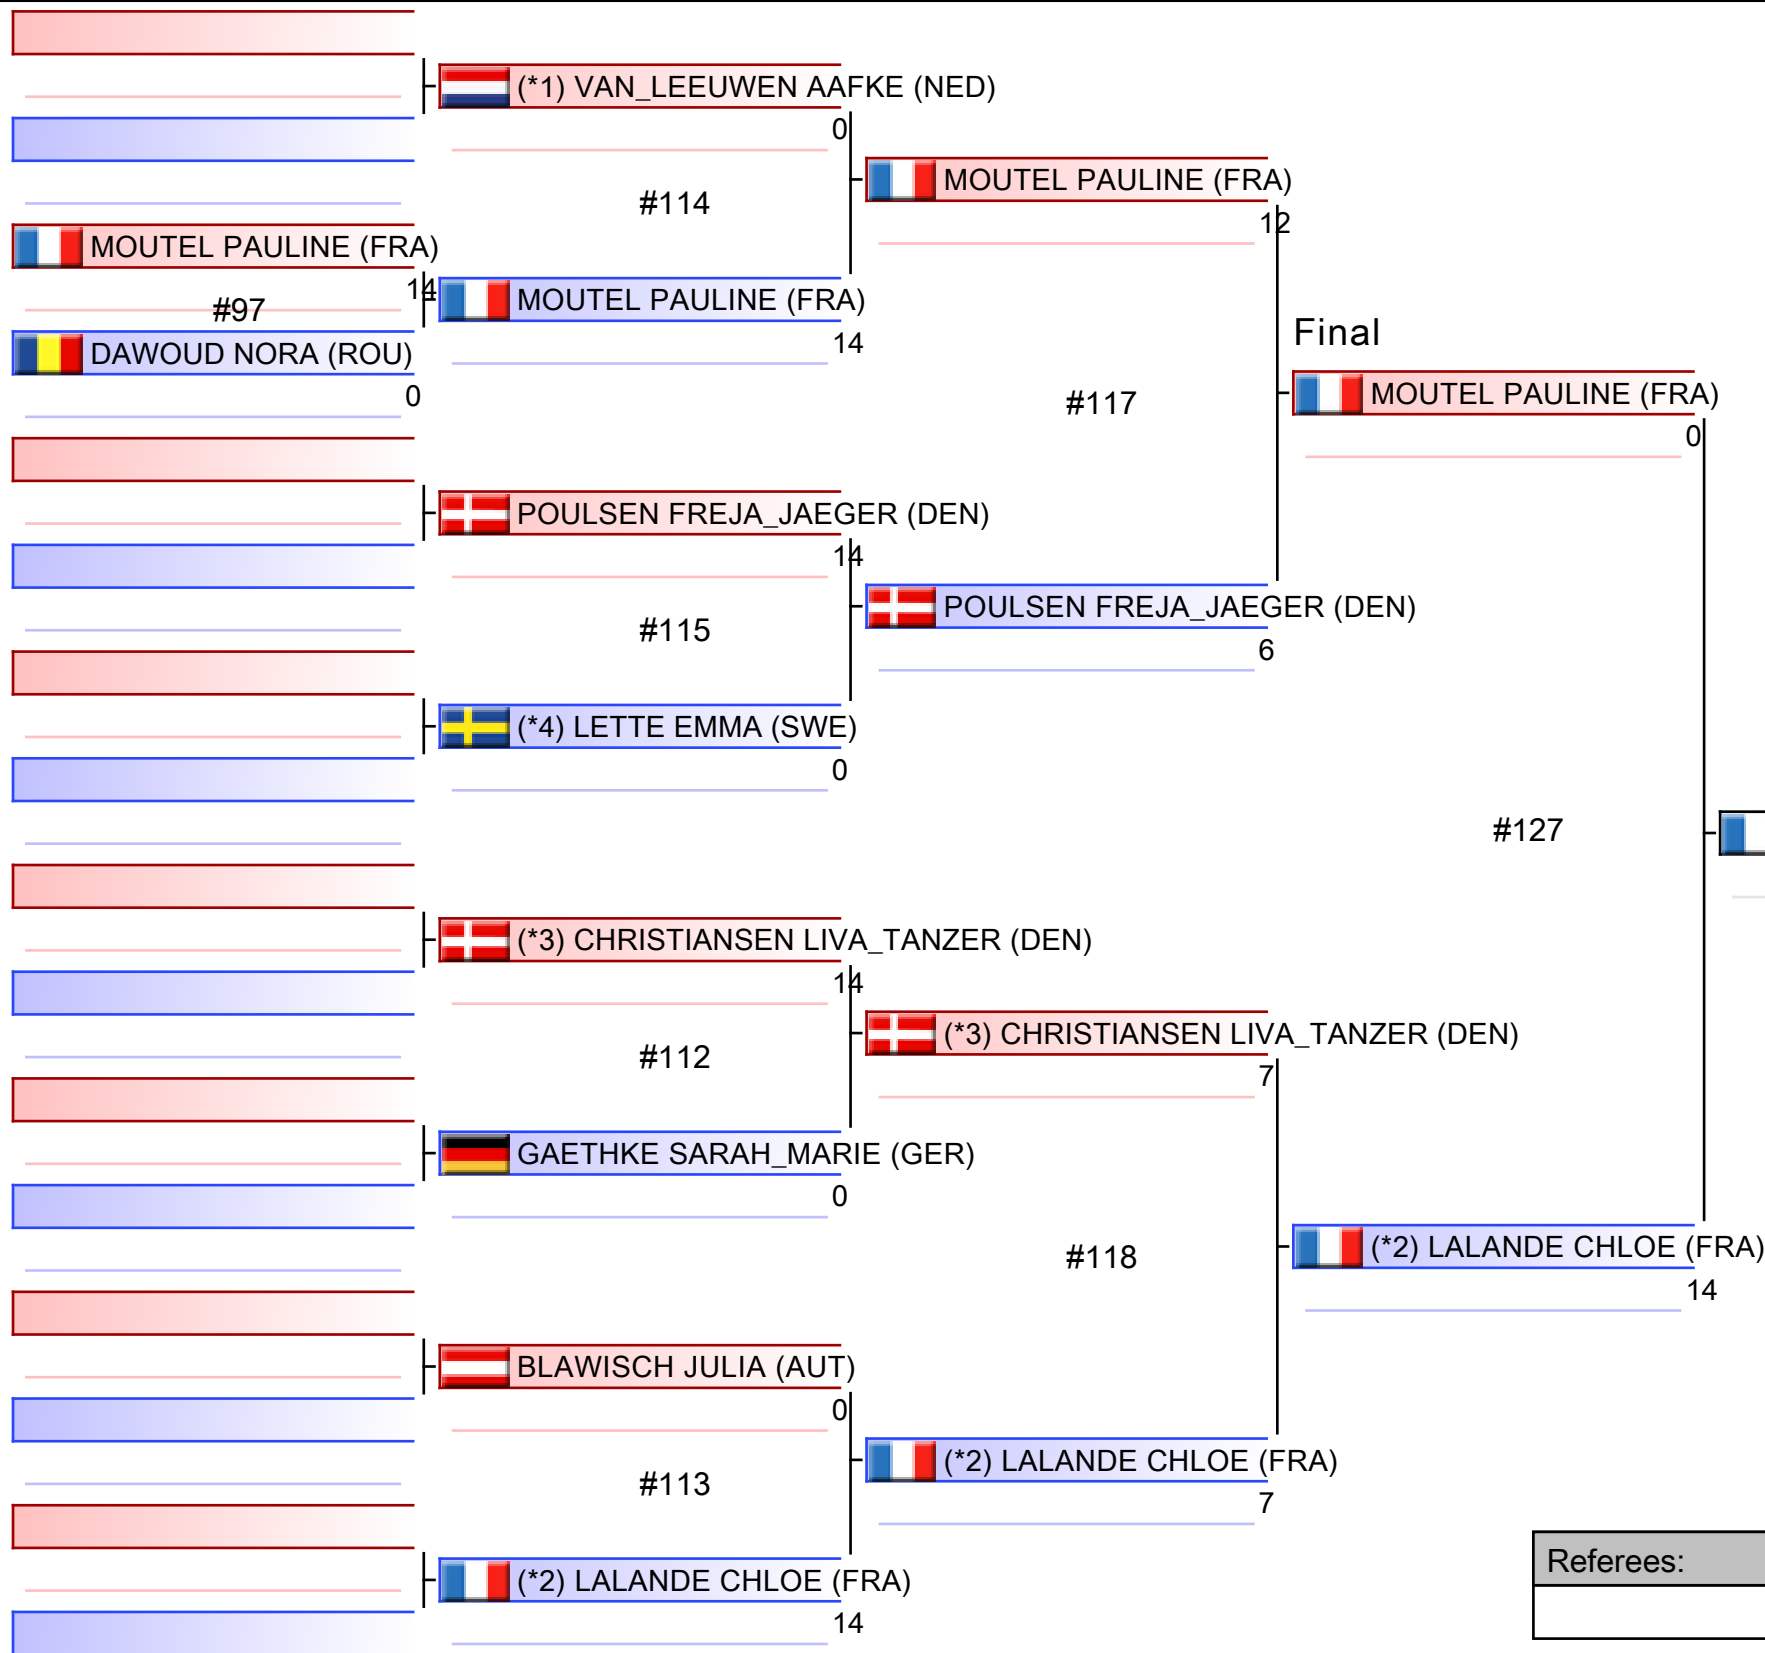 (*1) VAN_LEEUWEN AAFKE (NED)
0
#114
MOUTEL PAULINE (FRA)
12
MOUTEL PAULINE (FRA)
14
#97
DAWOUD NORA (ROU)
0
MOUTEL PAULINE (FRA)
14
Final
#117
MOUTEL PAULINE (FRA)
0
POULSEN FREJA_JAEGER (DEN)
14
#115
POULSEN FREJA_JAEGER (DEN)
6
(*4) LETTE EMMA (SWE)
0
#127
(*3) CHRISTIANSEN LIVA_TANZER (DEN)
14
#112
(*3) CHRISTIANSEN LIVA_TANZER (DEN)
7
GAETHKE SARAH_MARIE (GER)
0
#118
(*2) LALANDE CHLOE (FRA)
14
BLAWISCH JULIA (AUT)
0
#113
(*2) LALANDE CHLOE (FRA)
7
(*2) LALANDE CHLOE (FRA)
14
Referees: